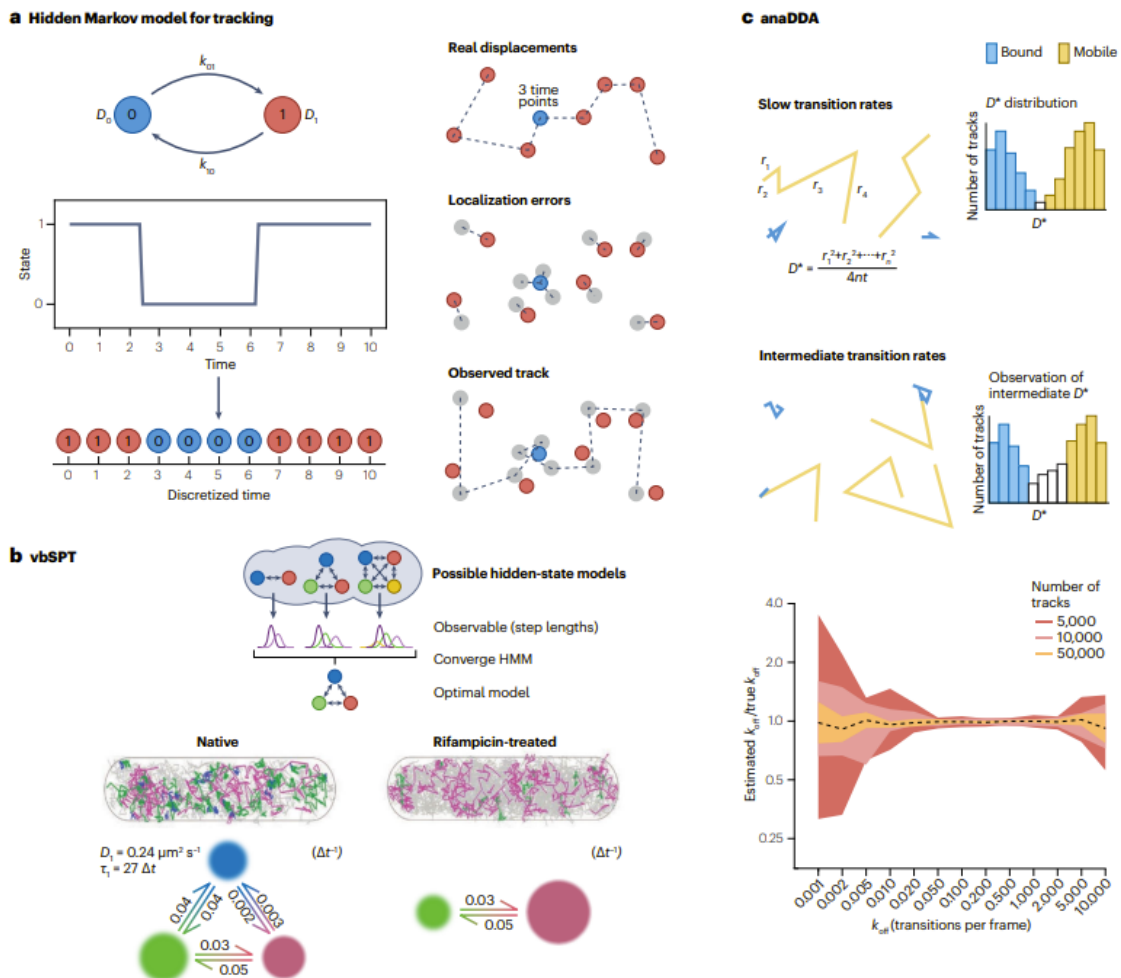 a Hidden Markov model for tracking
k01
D0
0
1
D1
k10
State
1
0
0 1 2 3 4 5 6 7 8 9 10
Time
1 1 1 0 0 0 0 1 1 1 1
0 1 2 3 4 5 6 7 8 9 10
Discretized time
Real displacements
3 time
points
Localization errors
Observed track
b vbSPT
Possible hidden-state models
Observable (step lengths)
Converge HMM
Optimal model
Native
Rifampicin-treated
D1 = 0.24 µm² s⁻¹
τ1 = 27 Δt
(Δt⁻¹)
0.04
0.04
0.002
0.003
0.03
0.05
(Δt⁻¹)
0.03
0.05
c anaDDA
Bound
Mobile
Slow transition rates
r1
r2
r3
r4
D* = r1²+r2²+····+rn² / 4nt
D* distribution
Number of tracks
D*
Intermediate transition rates
Observation of
intermediate D*
Number of tracks
D*
Number of
tracks
5,000
10,000
50,000
Estimated koff/true koff
4.0
2.0
1.0
0.5
0.25
0.001 0.002 0.005 0.010 0.020 0.050 0.100 0.200 0.500 1.000 2.000 5.000 10.000
koff (transitions per frame)